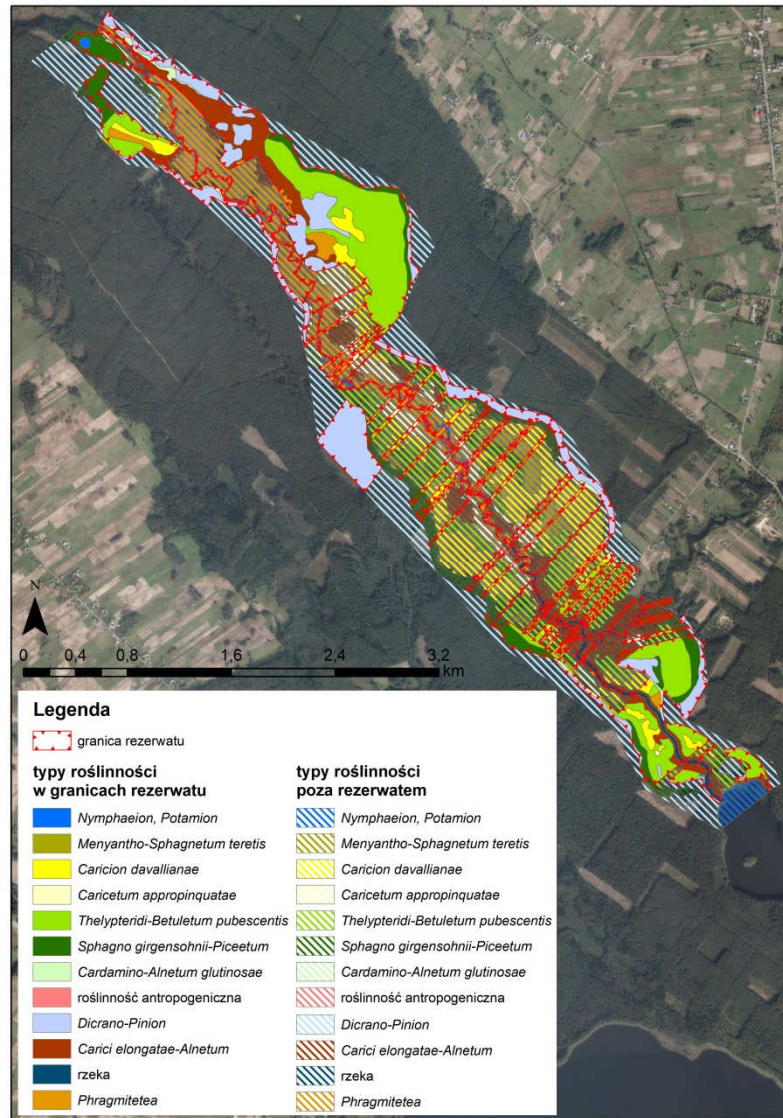 N
0 0,4 0,8 1,6 2,4 3,2
km
Legenda
granica rezerwatu
typy roślinności
w granicach rezerwatu
Nymphaeion, Potamion
Menyantho-Sphagnetum teretis
Caricion davallianae
Caricetum appropinquatae
Thelypteridi-Betuletum pubescentis
Sphagno girgensohnii-Piceetum
Cardamino-Alnetum glutinosae
roślinność antropogeniczna
Dicrano-Pinion
Carici elongatae-Alnetum
rzeka
Phragmitetea
typy roślinności
poza rezerwatem
Nymphaeion, Potamion
Menyantho-Sphagnetum teretis
Caricion davallianae
Caricetum appropinquatae
Thelypteridi-Betuletum pubescentis
Sphagno girgensohnii-Piceetum
Cardamino-Alnetum glutinosae
roślinność antropogeniczna
Dicrano-Pinion
Carici elongatae-Alnetum
rzeka
Phragmitetea